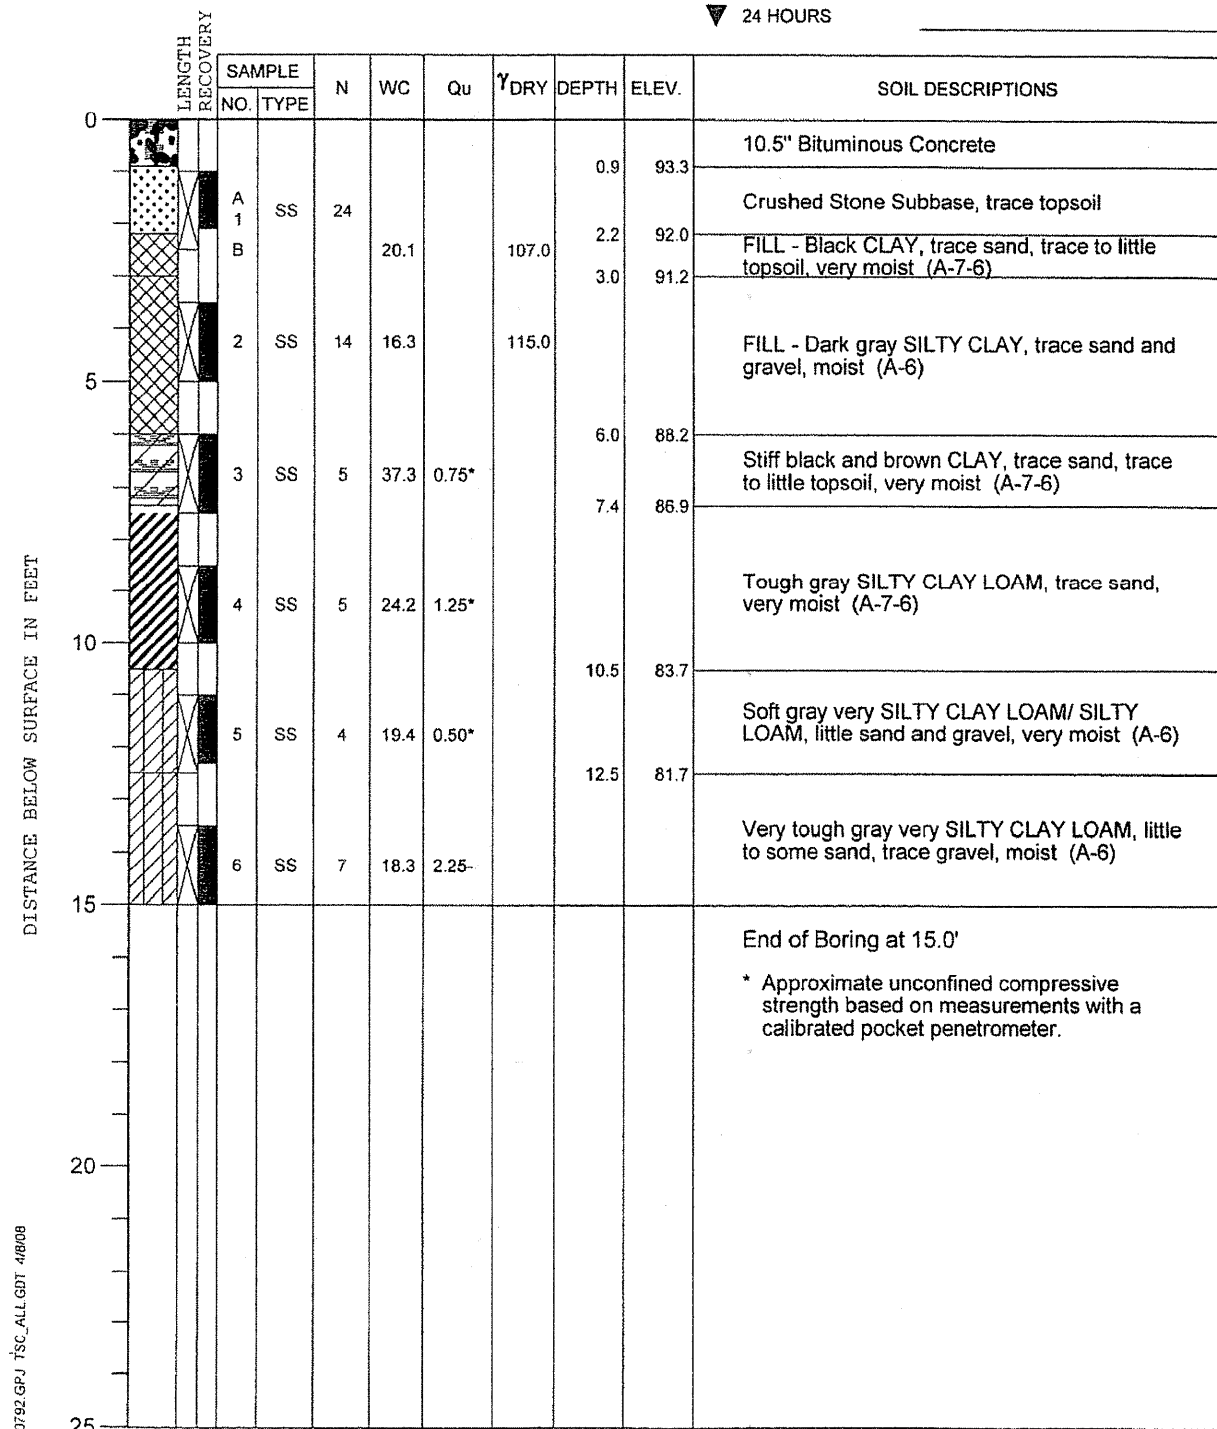 24 HOURS
LENGTH
RECOVERY
SAMPLE
NO. TYPE N WC Qu γDRY DEPTH ELEV. SOIL DESCRIPTIONS
0
10.5" Bituminous Concrete
0.9 93.3
A
1 SS 24
Crushed Stone Subbase, trace topsoil
2.2 92.0
B 20.1 107.0
FILL - Black CLAY, trace sand, trace to little
topsoil, very moist (A-7-6)
3.0 91.2
2 SS 14 16.3 115.0
FILL - Dark gray SILTY CLAY, trace sand and
gravel, moist (A-6)
5
6.0 88.2
3 SS 5 37.3 0.75*
Stiff black and brown CLAY, trace sand, trace
to little topsoil, very moist (A-7-6)
7.4 86.9
4 SS 5 24.2 1.25*
Tough gray SILTY CLAY LOAM, trace sand,
very moist (A-7-6)
10
10.5 83.7
5 SS 4 19.4 0.50*
Soft gray very SILTY CLAY LOAM/ SILTY
LOAM, little sand and gravel, very moist (A-6)
12.5 81.7
6 SS 7 18.3 2.25
Very tough gray very SILTY CLAY LOAM, little
to some sand, trace gravel, moist (A-6)
15
End of Boring at 15.0'
* Approximate unconfined compressive
strength based on measurements with a
calibrated pocket penetrometer.
20
25
DISTANCE BELOW SURFACE IN FEET
0792.GPJ TSC_ALL.GDT 4/8/08